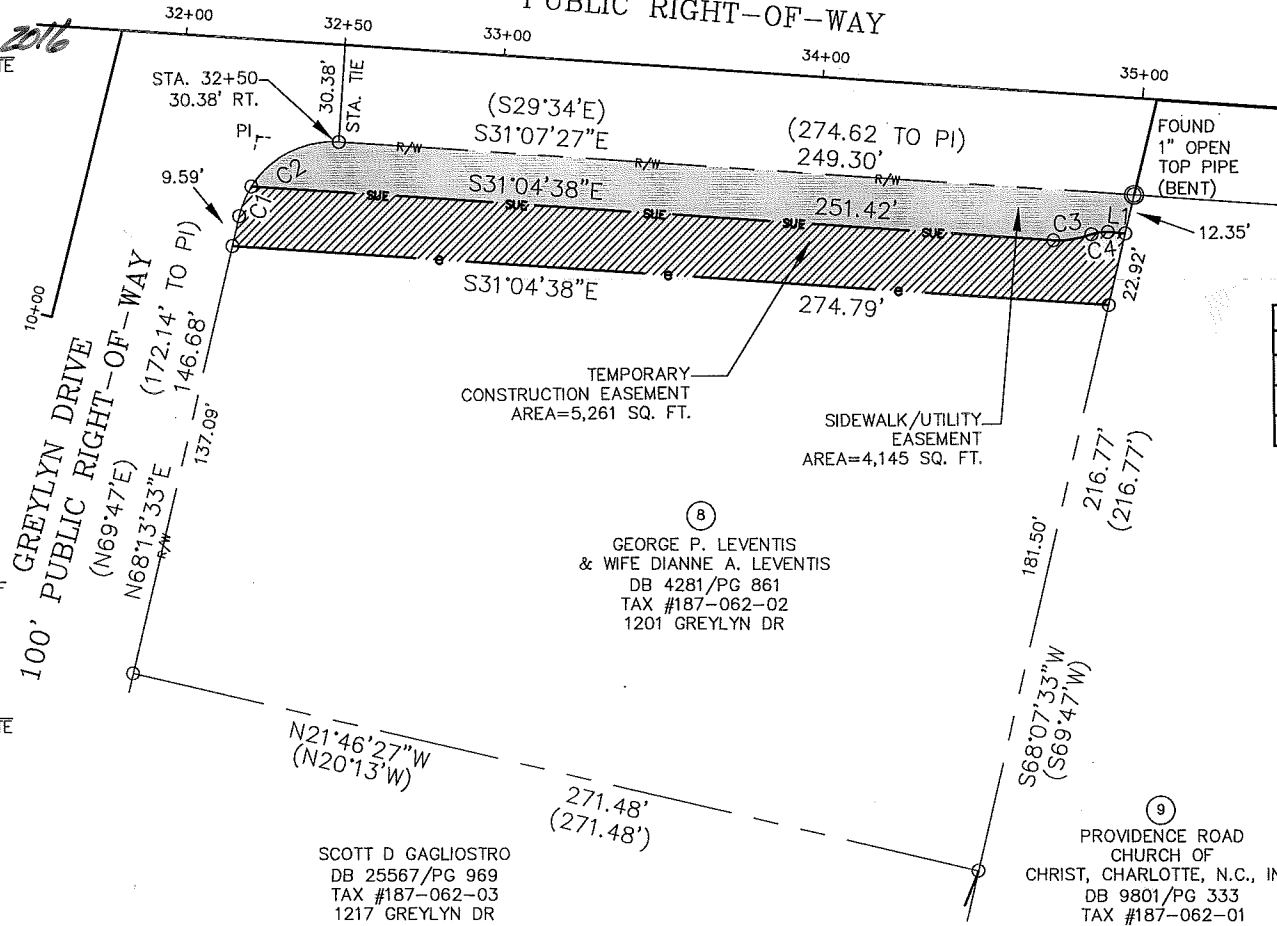 PUBLIC RIGHT-OF-WAY
32+00
32+50
33+00
34+00
35+00
2016
TE
STA. 32+50
30.38' RT.
30.38'
STA. TIE
PI
(S29°34'E)
S31°07'27"E
(274.62 TO PI)
249.30'
R/W
R/W
R/W
FOUND
1" OPEN
TOP PIPE
(BENT)
9.59'
C1
C2
S31°04'38"E
251.42'
SUE
SUE
SUE
SUE
SUE
C3
L1
C4
12.35'
22.92'
e
e
e
S31°04'38"E
274.79'
10+00
GREYLYN DRIVE
100' PUBLIC RIGHT-OF-WAY
(N69°47'E)
N68°13'33"E
R/W
(172.14' TO PI)
146.68'
137.09'
TEMPORARY
CONSTRUCTION EASEMENT
AREA=5,261 SQ. FT.
SIDEWALK/UTILITY
EASEMENT
AREA=4,145 SQ. FT.
8
GEORGE P. LEVENTIS
& WIFE DIANNE A. LEVENTIS
DB 4281/PG 861
TAX #187-062-02
1201 GREYLYN DR
216.77'
(216.77')
181.50'
S68°07'33"W
(S69°47'W)
TE
N21°46'27"W
(N20°13'W)
271.48'
(271.48')
SCOTT D GAGLIOSTRO
DB 25567/PG 969
TAX #187-062-03
1217 GREYLYN DR
9
PROVIDENCE ROAD
CHURCH OF
CHRIST, CHARLOTTE, N.C., IN
DB 9801/PG 333
TAX #187-062-01